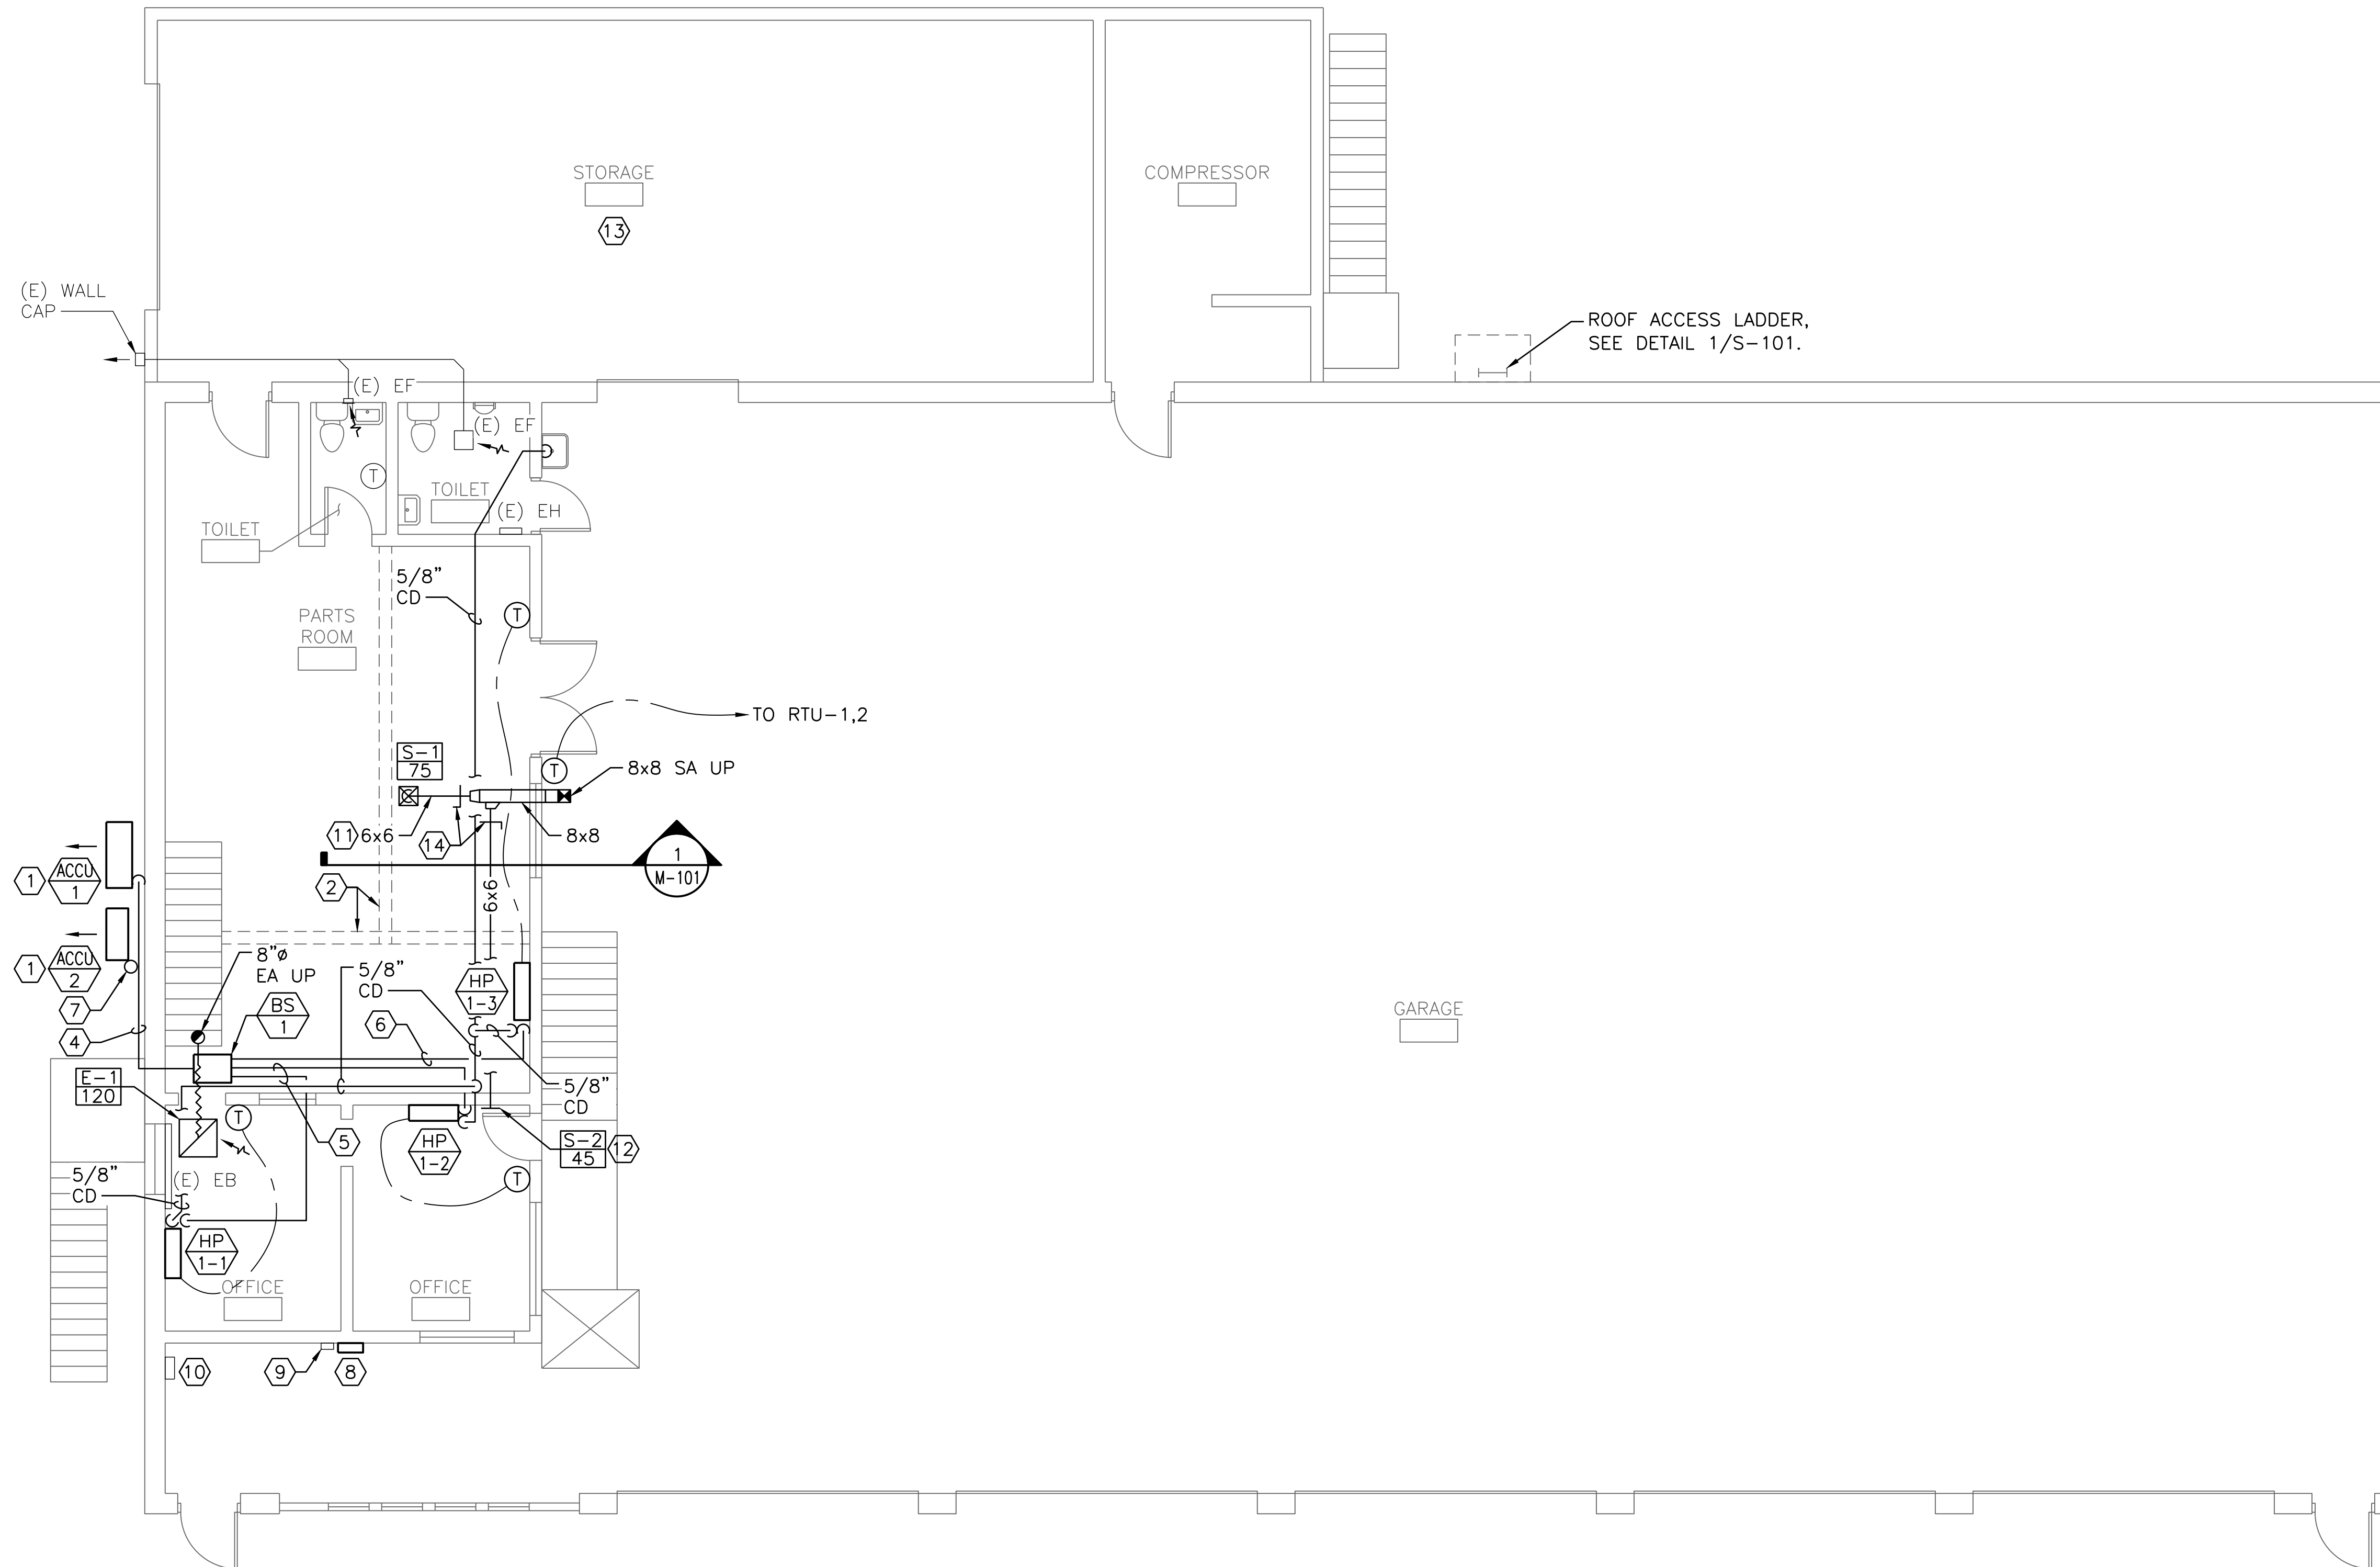 STORAGE
13
COMPRESSOR
(E) WALL
CAP
ROOF ACCESS LADDER,
SEE DETAIL 1/S-101.
(E) EF
(E) EF
T
TOILET
(E) EH
TOILET
5/8"
CD
T
PARTS
ROOM
TO RTU-1,2
S-1
75
T
8x8 SA UP
11
6x6
14
8x8
1
M-101
1
ACCU
1
2
6x6
1
ACCU
2
7
4
8"ø
EA UP
BS
1
5/8"
CD
6
HP
1-3
GARAGE
E-1
120
T
5
5/8"
CD
HP
1-2
S-2
45
12
T
5/8"
CD
(E) EB
HP
1-1
OFFICE
OFFICE
10
9
8